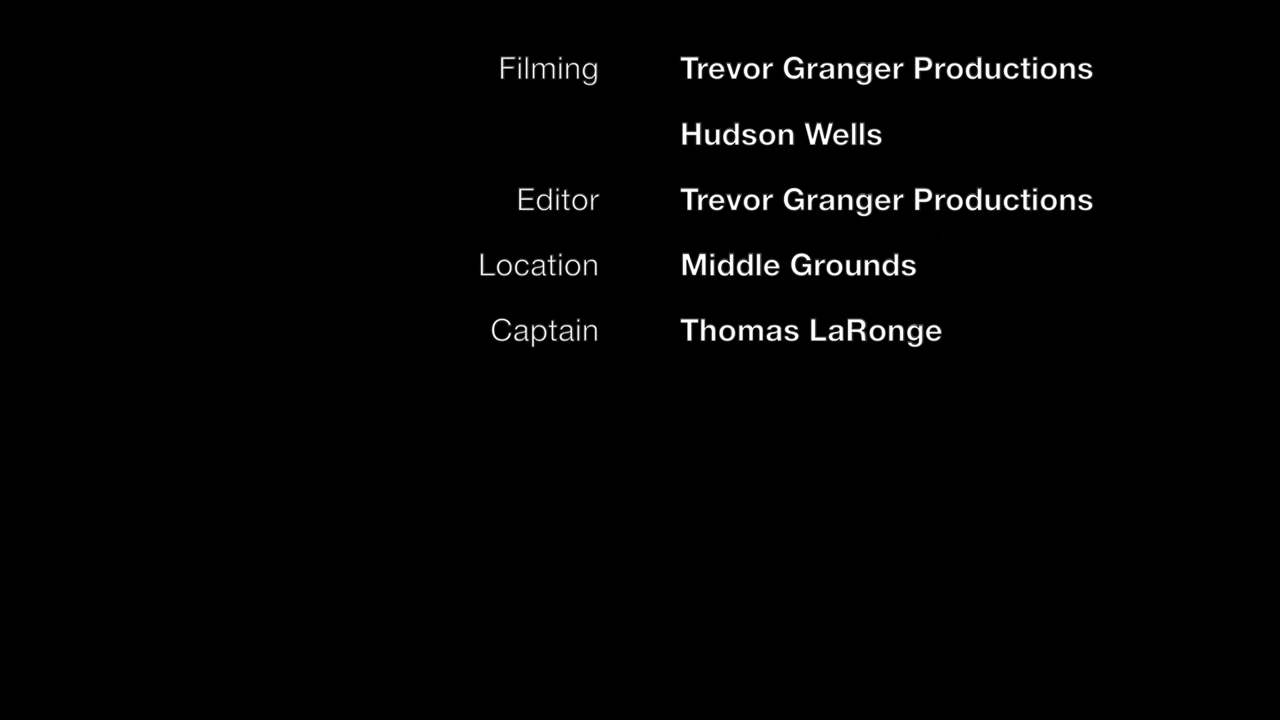 Filming Trevor Granger Productions
Hudson Wells
Editor Trevor Granger Productions
Location Middle Grounds
Captain Thomas LaRonge